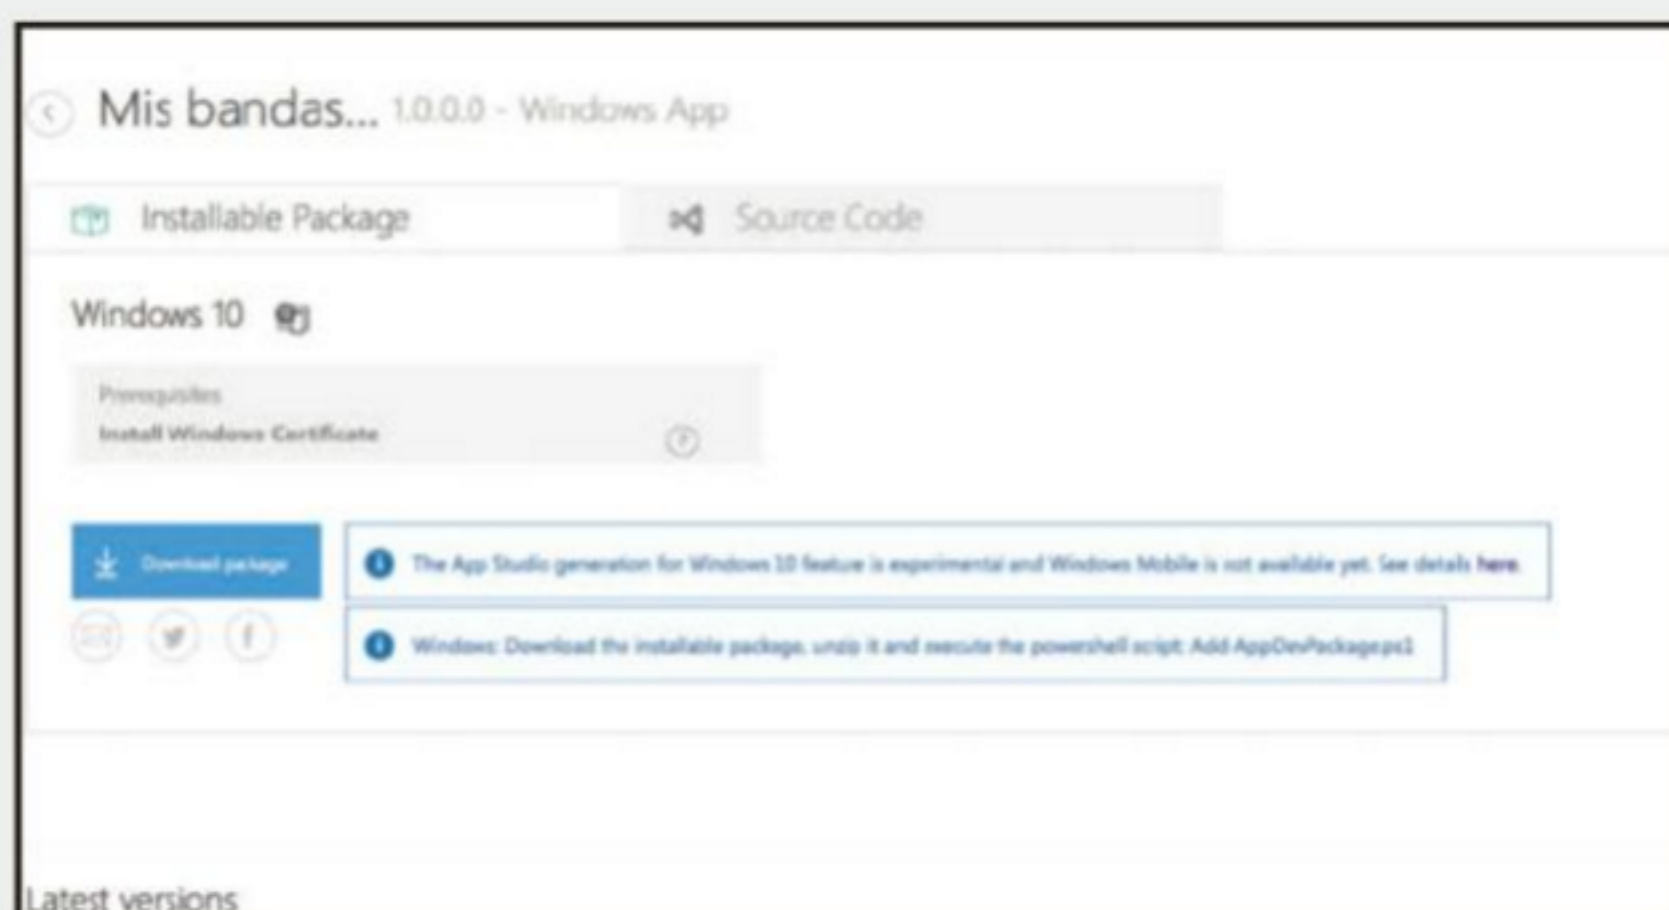 Mis bandas... 1.0.0.0 - Windows App
Installable Package
Source Code
Windows 10
Prerequisites
Install Windows Certificate
Download package
The App Studio generation for Windows 10 feature is experimental and Windows Mobile is not available yet. See details here.
Windows: Download the installable package, unzip it and execute the powershell script: Add-AppDevPackage.ps1
Latest versions